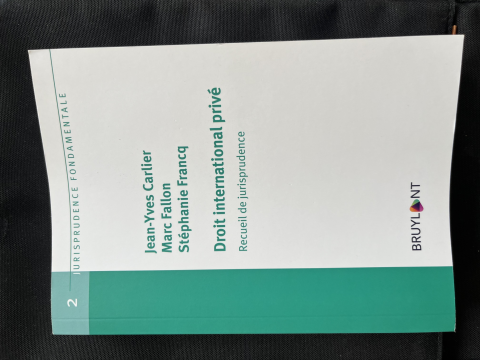 2
JURISPRUDENCE FONDAMENTALE
Jean-Yves Carlier
Marc Fallon
Stéphanie Francq
Droit international privé
Recueil de jurisprudence
BRUYLANT